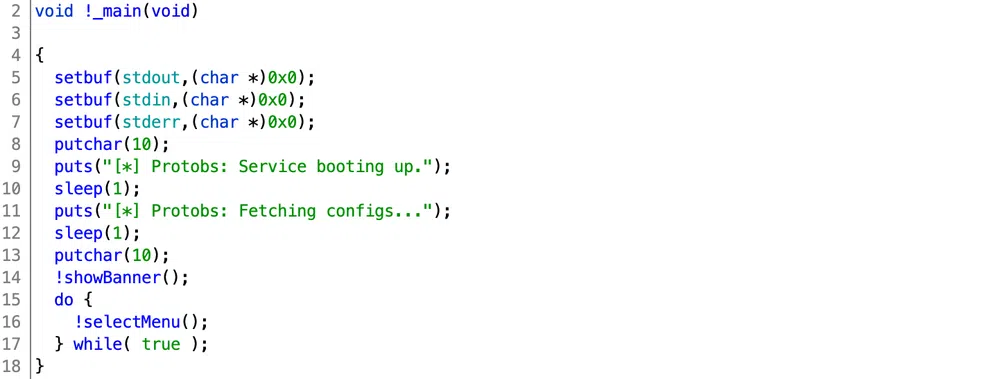 2 void !_main(void)
3
4 {
5 setbuf(stdout,(char *)0x0);
6 setbuf(stdin,(char *)0x0);
7 setbuf(stderr,(char *)0x0);
8 putchar(10);
9 puts("[*] Protobs: Service booting up.");
10 sleep(1);
11 puts("[*] Protobs: Fetching configs...");
12 sleep(1);
13 putchar(10);
14 !showBanner();
15 do {
16 !selectMenu();
17 } while( true );
18 }